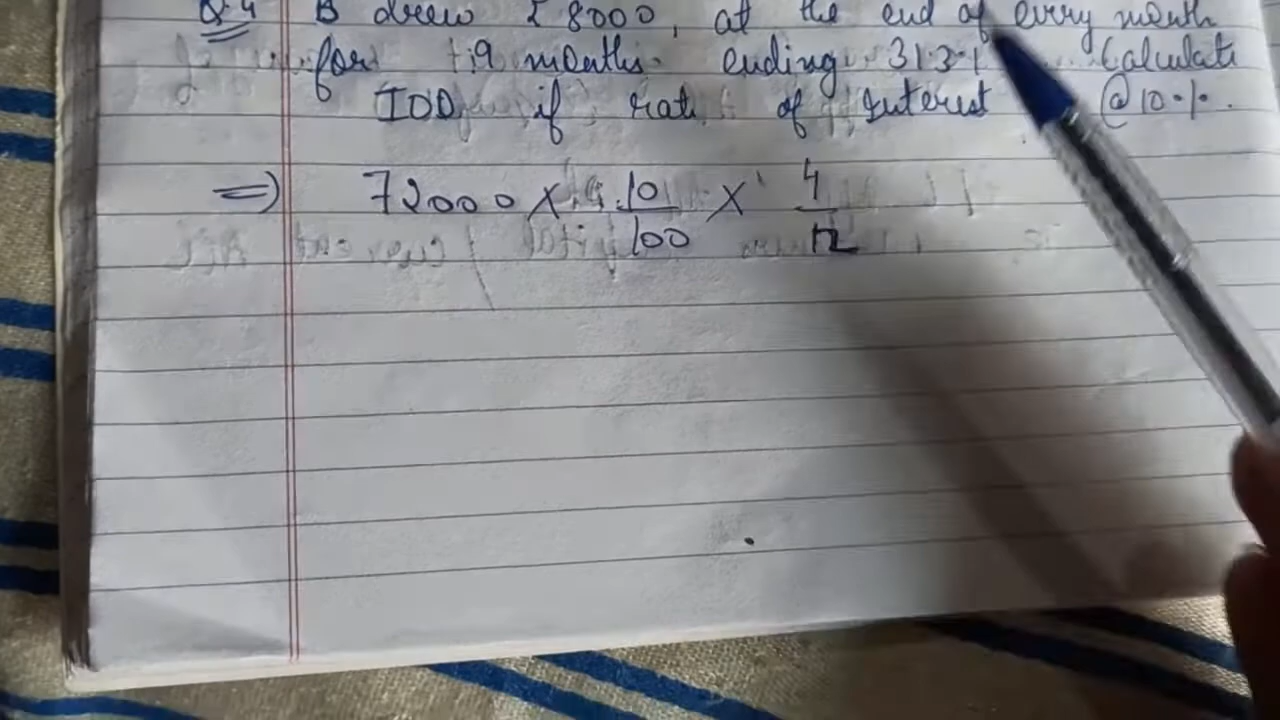 Q.4 B drew ₹ 8000, at the end of every month
for 9 months. ending 31.3.1 Calculate
IOD if rate of Interest @ 10%.
=) 72000 X 10/100 X 4/12